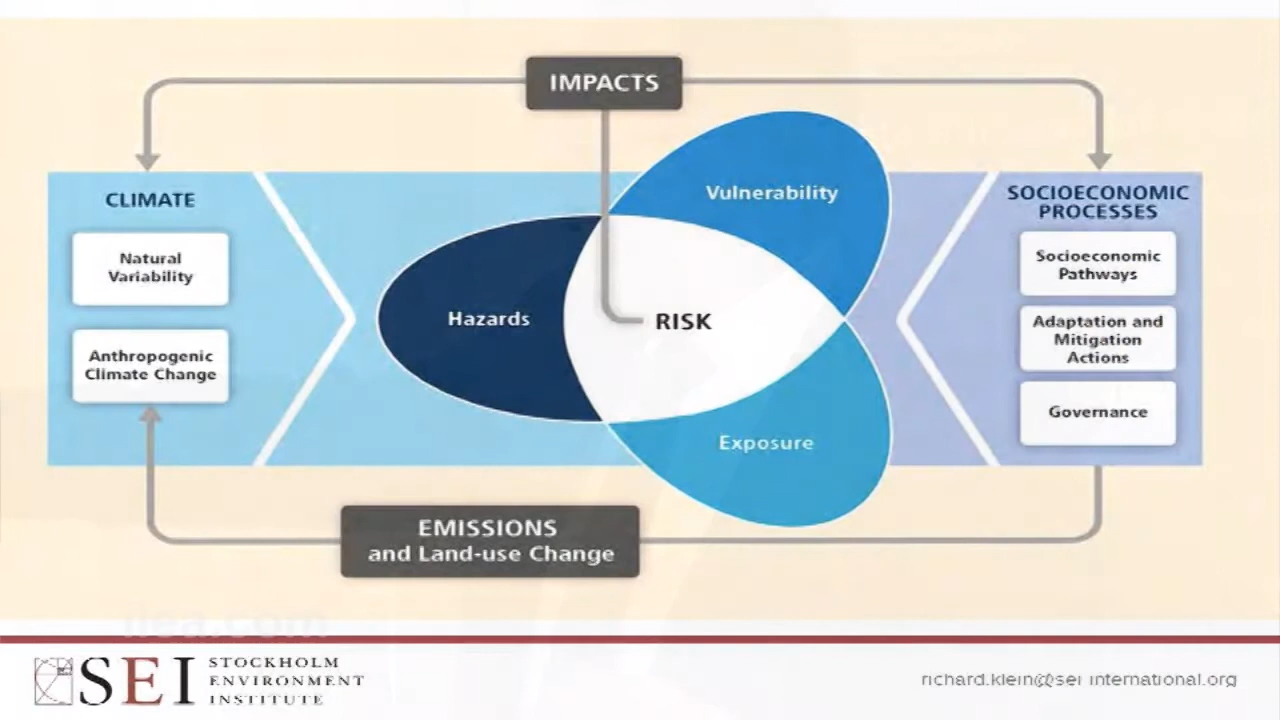 IMPACTS
CLIMATE
Natural
Variability
Anthropogenic
Climate Change
Vulnerability
Hazards
RISK
Exposure
SOCIOECONOMIC
PROCESSES
Socioeconomic
Pathways
Adaptation and
Mitigation
Actions
Governance
EMISSIONS
and Land-use Change
SEI
STOCKHOLM
ENVIRONMENT
INSTITUTE
richard.klein@sei-international.org